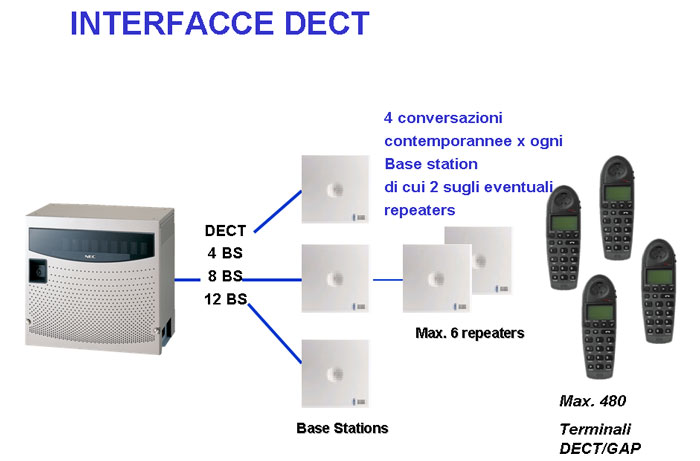 INTERFACCE DECT
4 conversazioni
contemporannee x ogni
Base station
di cui 2 sugli eventuali
repeaters
DECT
4 BS
8 BS
12 BS
NEC
Max. 6 repeaters
Base Stations
Max. 480
Terminali
DECT/GAP